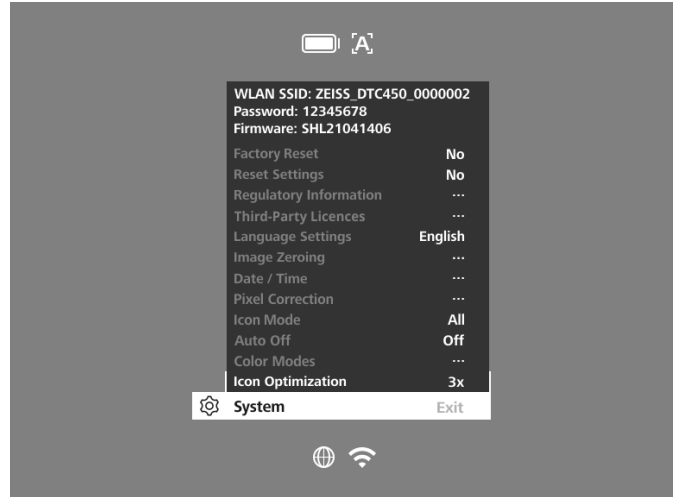 [A]
WLAN SSID: ZEISS_DTC450_0000002
Password: 12345678
Firmware: SHL21041406
Factory Reset No
Reset Settings No
Regulatory Information ...
Third-Party Licences ...
Language Settings English
Image Zeroing ...
Date / Time ...
Pixel Correction ...
Icon Mode All
Auto Off Off
Color Modes ...
Icon Optimization 3x
System Exit